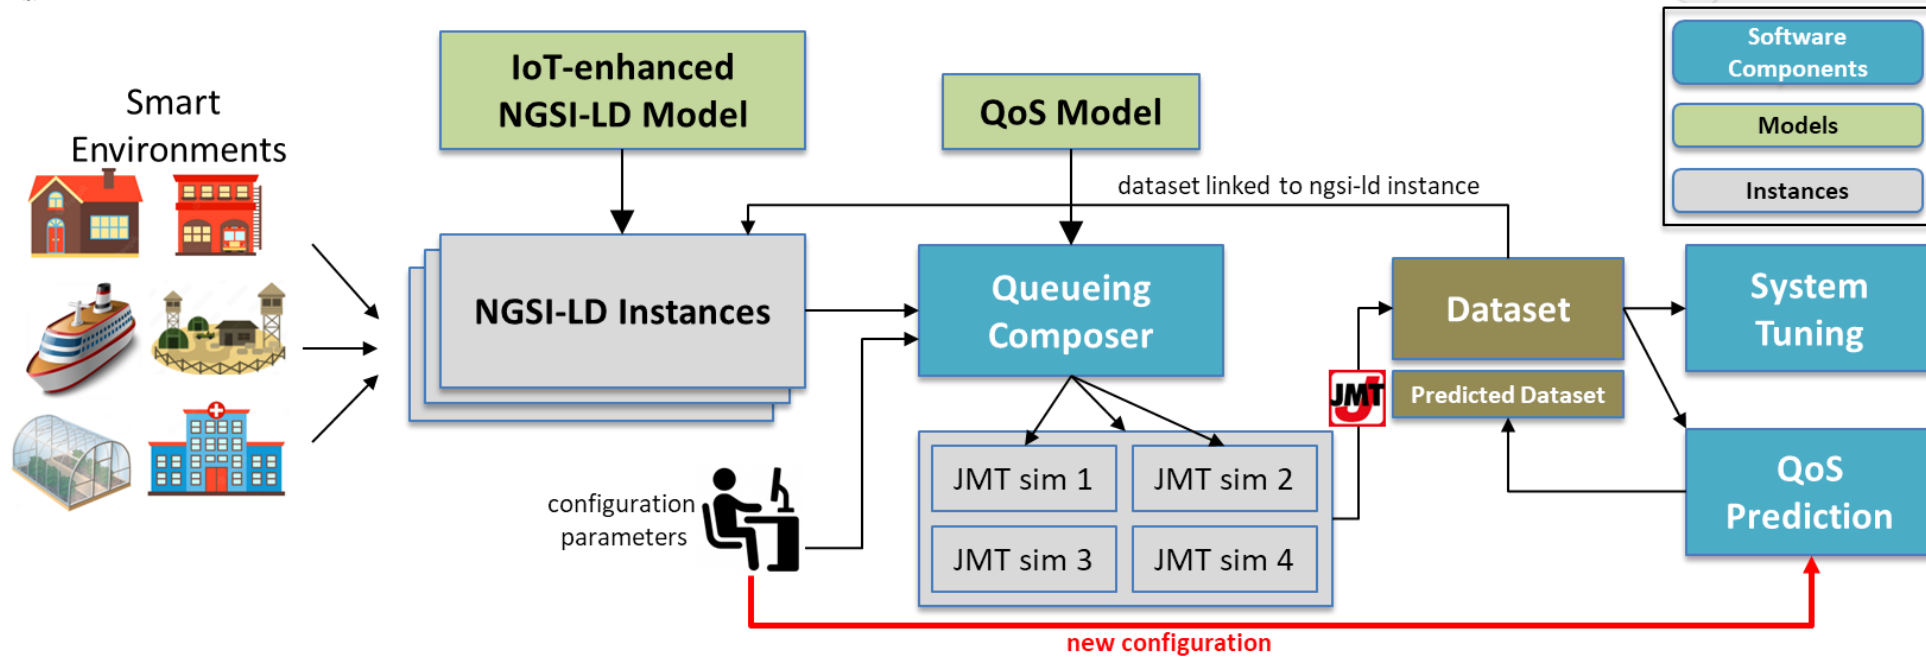 Smart
Environments
IoT-enhanced
NGSI-LD Model
QoS Model
Software
Components
Models
Instances
dataset linked to ngsi-ld instance
NGSI-LD Instances
Queueing
Composer
Dataset
Predicted Dataset
System
Tuning
JMT
JMT sim 1
JMT sim 2
JMT sim 3
JMT sim 4
QoS
Prediction
configuration
parameters
new configuration